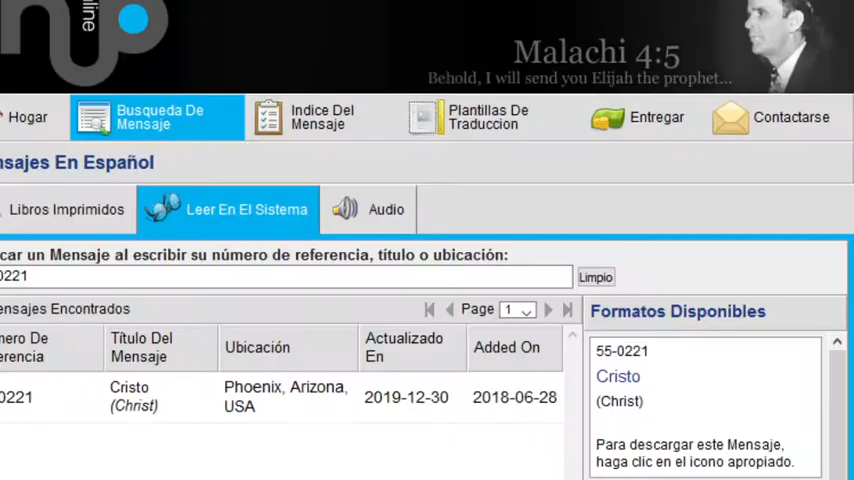 nline
Malachi 4:5
Behold, I will send you Elijah the prophet...
Hogar
Busqueda De
Mensaje
Indice Del
Mensaje
Plantillas De
Traduccion
Entregar
Contactarse
nsajes En Español
Libros Imprimidos
Leer En El Sistema
Audio
car un Mensaje al escribir su número de referencia, título o ubicación:
0221
Limpio
ensajes Encontrados
Page 1
Formatos Disponibles
mero De
erencia
Título Del
Mensaje
Ubicación
Actualizado
En
Added On
0221
Cristo
(Christ)
Phoenix, Arizona,
USA
2019-12-30
2018-06-28
55-0221
Cristo
(Christ)
Para descargar este Mensaje,
haga clic en el icono apropiado.